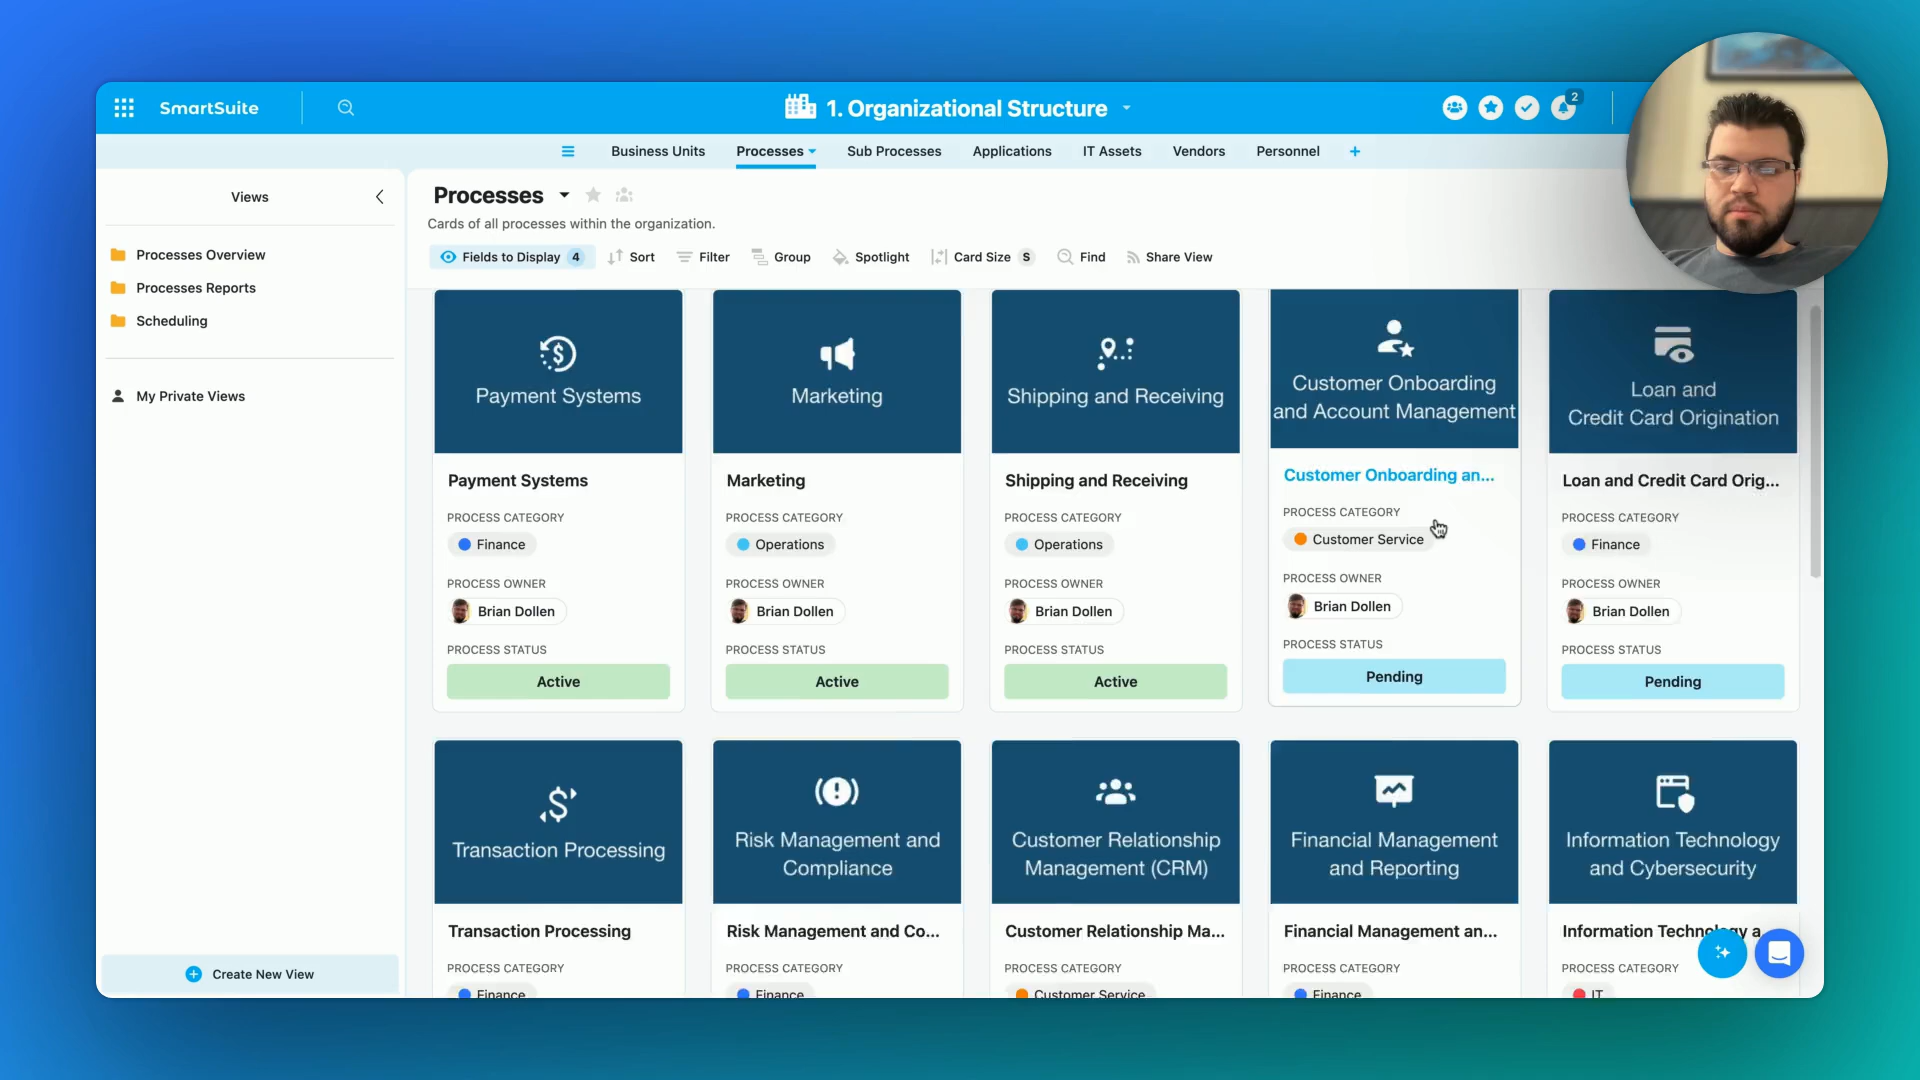 SmartSuite
1. Organizational Structure
2
Business Units
Processes
Sub Processes
Applications
IT Assets
Vendors
Personnel
Views
Processes Overview
Processes Reports
Scheduling
My Private Views
Create New View
Processes
Cards of all processes within the organization.
Fields to Display 4
Sort
Filter
Group
Spotlight
Card Size S
Find
Share View
Payment Systems
Payment Systems
PROCESS CATEGORY
Finance
PROCESS OWNER
Brian Dollen
PROCESS STATUS
Active
Marketing
Marketing
PROCESS CATEGORY
Operations
PROCESS OWNER
Brian Dollen
PROCESS STATUS
Active
Shipping and Receiving
Shipping and Receiving
PROCESS CATEGORY
Operations
PROCESS OWNER
Brian Dollen
PROCESS STATUS
Active
Customer Onboarding
and Account Management
Customer Onboarding an...
PROCESS CATEGORY
Customer Service
PROCESS OWNER
Brian Dollen
PROCESS STATUS
Pending
Loan and
Credit Card Origination
Loan and Credit Card Orig...
PROCESS CATEGORY
Finance
PROCESS OWNER
Brian Dollen
PROCESS STATUS
Pending
Transaction Processing
Transaction Processing
PROCESS CATEGORY
Finance
Risk Management and
Compliance
Risk Management and Co...
PROCESS CATEGORY
Finance
Customer Relationship
Management (CRM)
Customer Relationship Ma...
PROCESS CATEGORY
Customer Service
Financial Management
and Reporting
Financial Management an...
PROCESS CATEGORY
Finance
Information Technology
and Cybersecurity
Information Technology a
PROCESS CATEGORY
IT